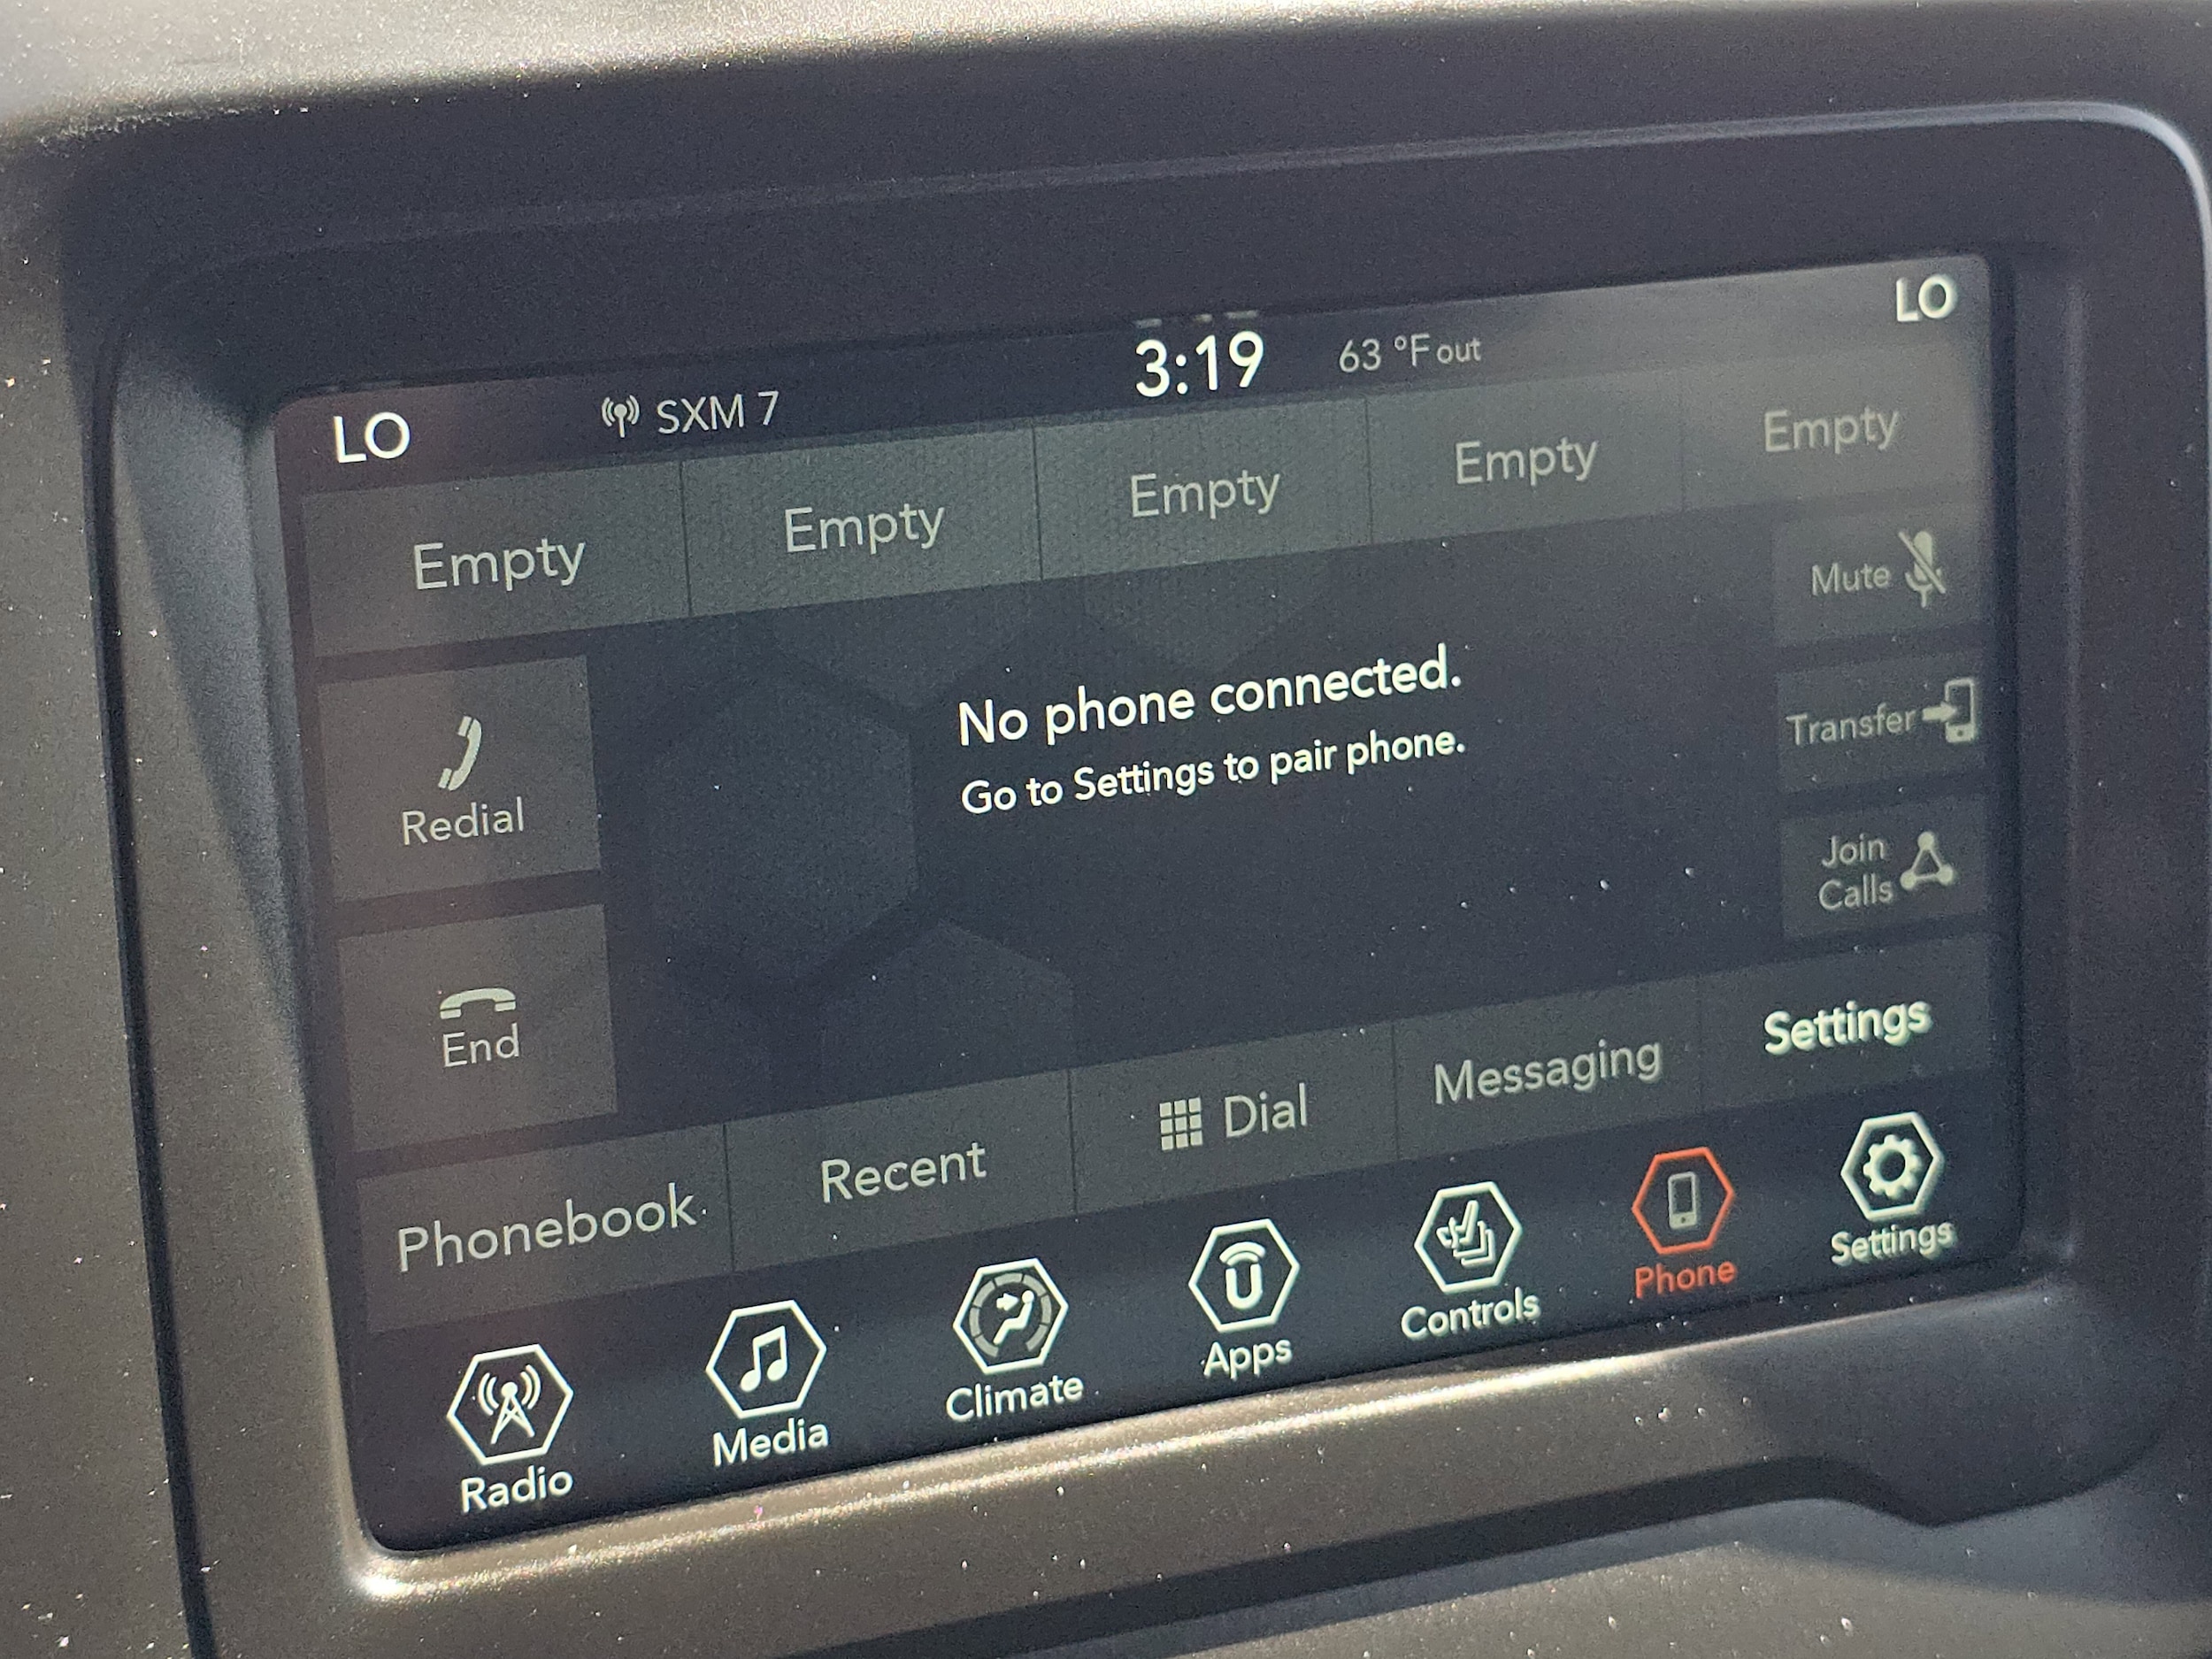 LO
SXM 7
3:19
63 °F out
LO
Empty
Empty
Empty
Empty
Empty
Redial
End
No phone connected.
Go to Settings to pair phone.
Mute
Transfer
Join
Calls
Phonebook
Recent
Dial
Messaging
Settings
Radio
Media
Climate
Apps
Controls
Phone
Settings